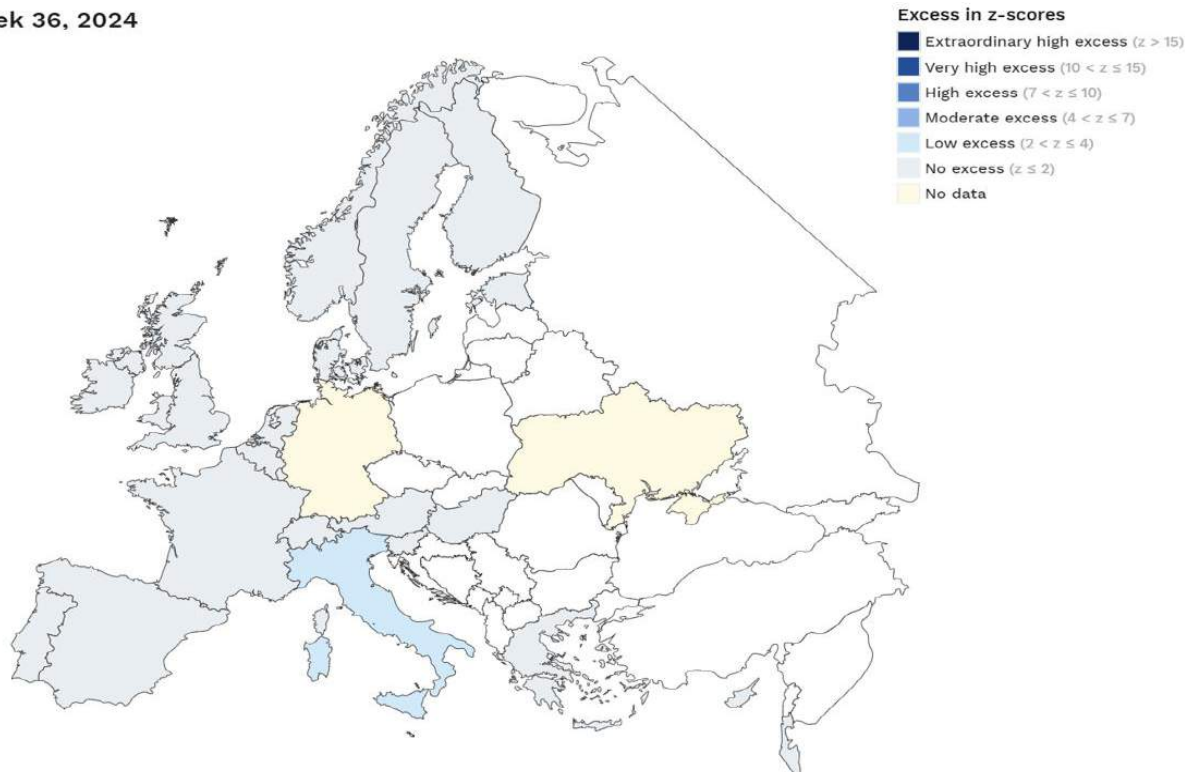 ek 36, 2024
Excess in z-scores
Extraordinary high excess (z > 15)
Very high excess (10 < z ≤ 15)
High excess (7 < z ≤ 10)
Moderate excess (4 < z ≤ 7)
Low excess (2 < z ≤ 4)
No excess (z ≤ 2)
No data